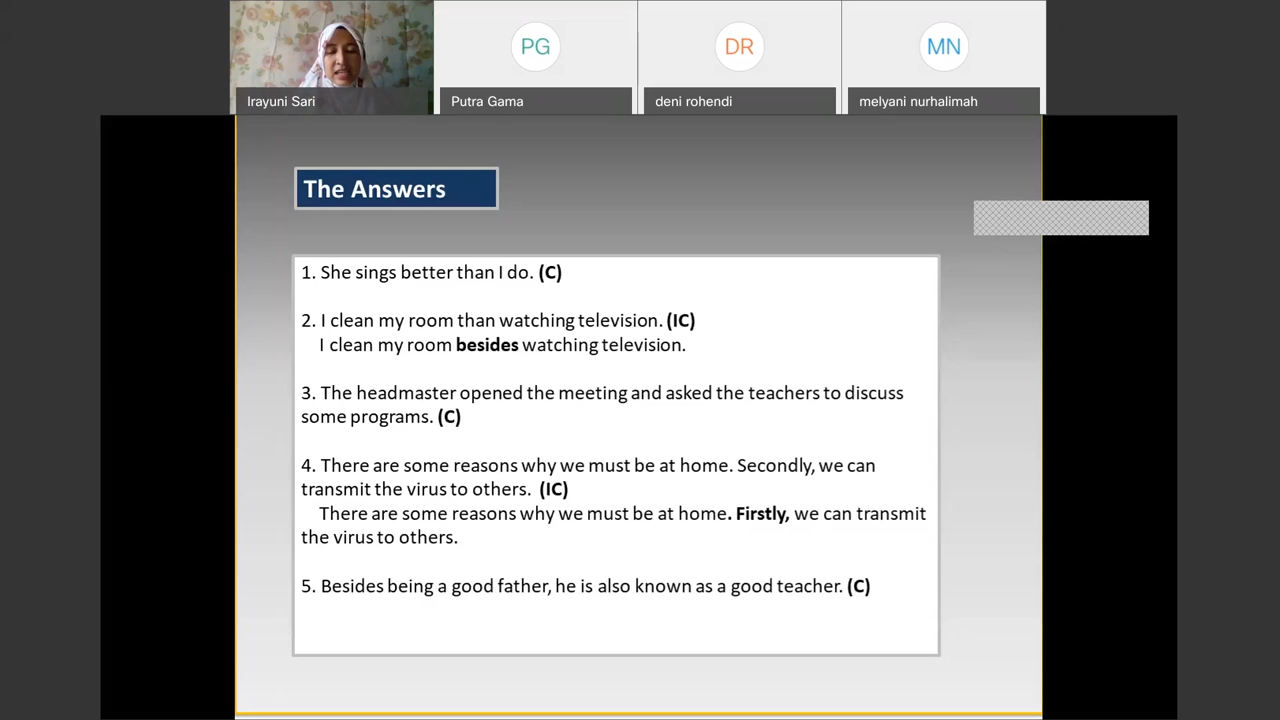 PG
DR
MN
Irayuni Sari
Putra Gama
deni rohendi
melyani nurhalimah
The Answers
1. She sings better than I do. (C)
2. I clean my room than watching television. (IC)
I clean my room besides watching television.
3. The headmaster opened the meeting and asked the teachers to discuss
some programs. (C)
4. There are some reasons why we must be at home. Secondly, we can
transmit the virus to others. (IC)
There are some reasons why we must be at home. Firstly, we can transmit
the virus to others.
5. Besides being a good father, he is also known as a good teacher. (C)